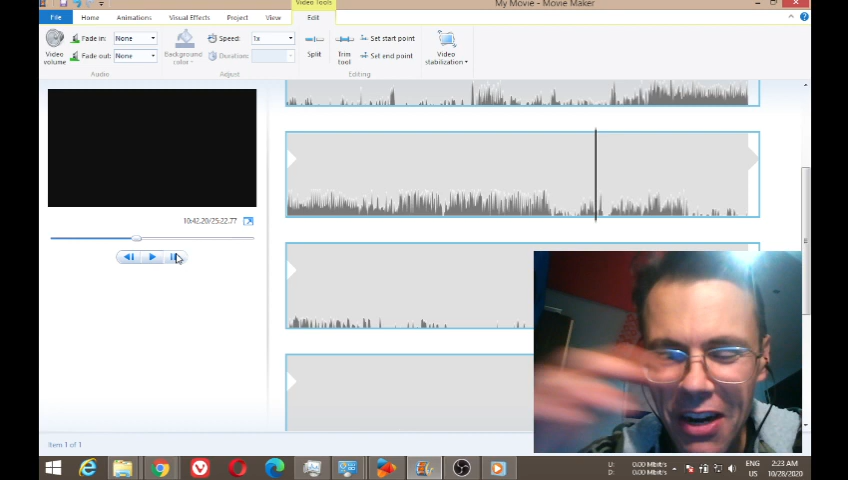 My Movie - Movie Maker
Video Tools
File Home Animations Visual Effects Project View Edit
Video volume
Fade in: None
Fade out: None
Background color
Speed: 1x
Duration:
Split
Trim tool
Set start point
Set end point
Video stabilization
Audio Adjust Editing
10:42.20/25:22.77
Item 1 of 1
U: 0.00 Mbit/s
D: 0.00 Mbit/s
ENG
US
2:23 AM
10/28/2020